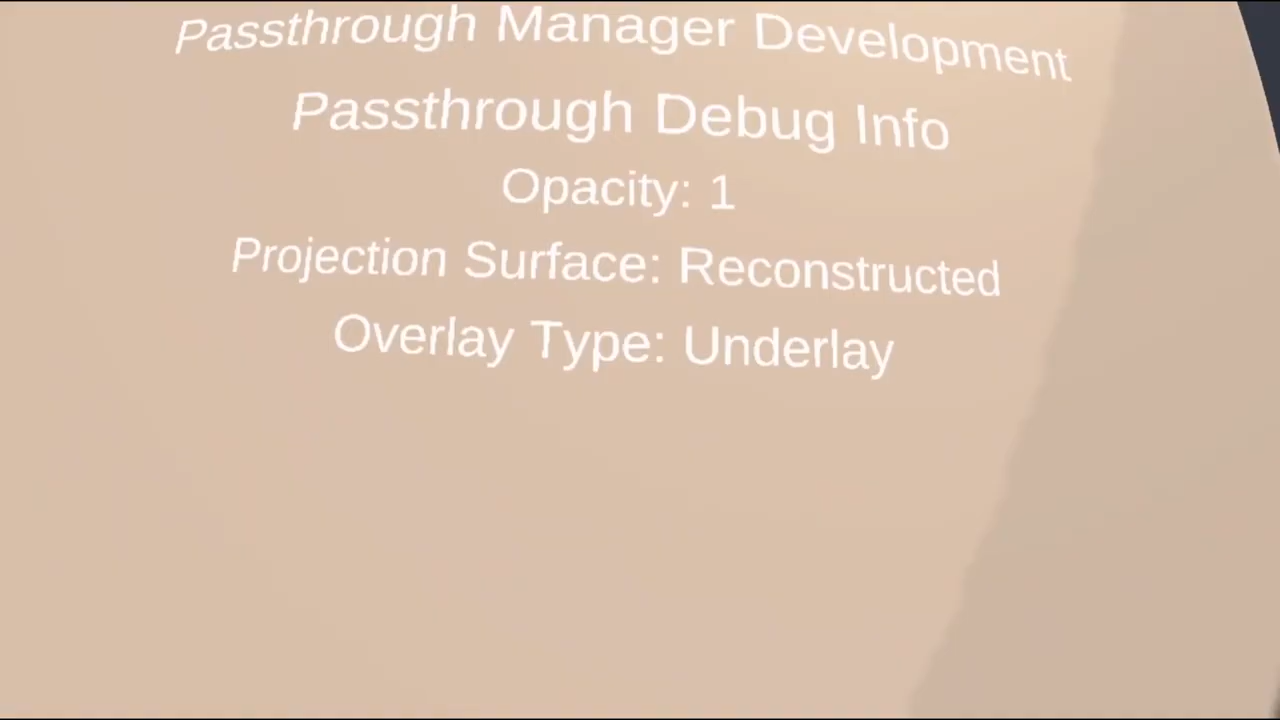 Passthrough Manager Development
Passthrough Debug Info
Opacity: 1
Projection Surface: Reconstructed
Overlay Type: Underlay